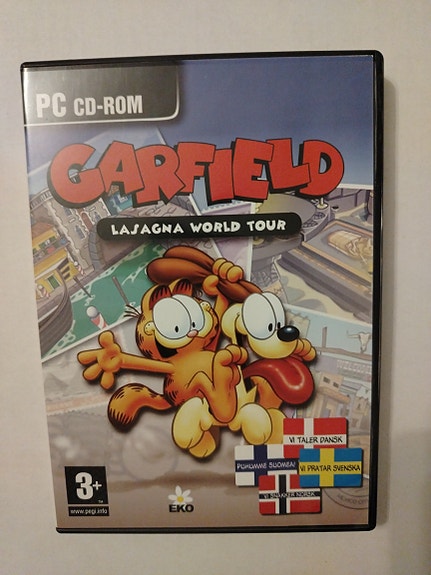 PC CD-ROM
GARFIELD
LASAGNA WORLD TOUR
VI TALER DANSK
PUHUMME SUOMEA!
VI PRATAR SVENSKA
VI SNAKKER NORSK
3+
www.pegi.info
EKO